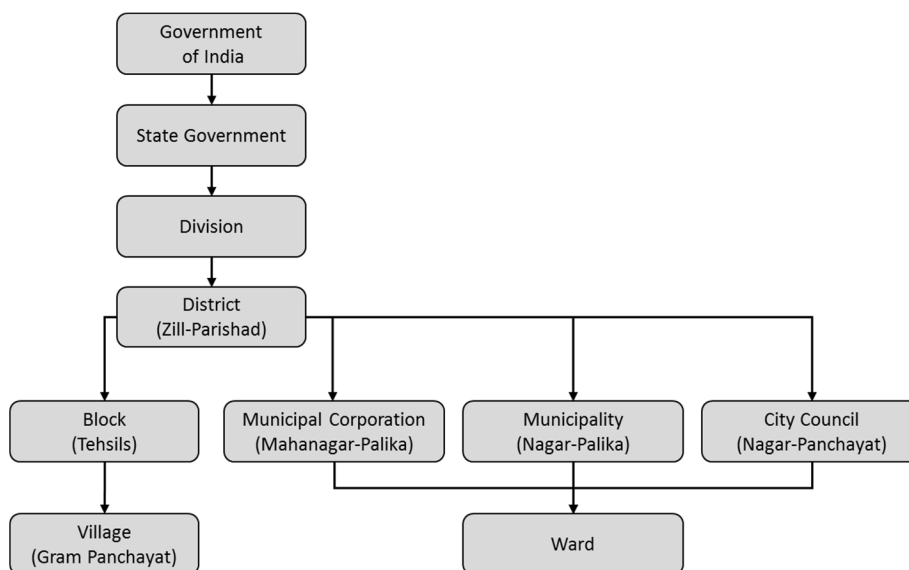 Government
of India
State Government
Division
District
(Zill-Parishad)
Block
(Tehsils)
Municipal Corporation
(Mahanagar-Palika)
Municipality
(Nagar-Palika)
City Council
(Nagar-Panchayat)
Village
(Gram Panchayat)
Ward